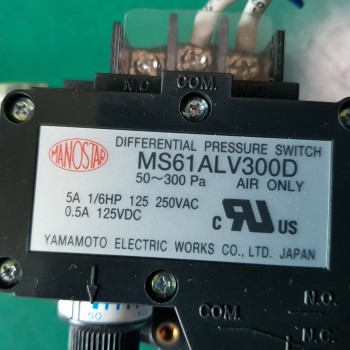 N.O. COM. N.C.
MANOSTAR
DIFFERENTIAL PRESSURE SWITCH
MS61ALV300D
50～300 Pa AIR ONLY
5A 1/6HP 125 250VAC
0.5A 125VDC
C RU US
YAMAMOTO ELECTRIC WORKS CO., LTD. JAPAN
50
COM.
N.O.
N.C.